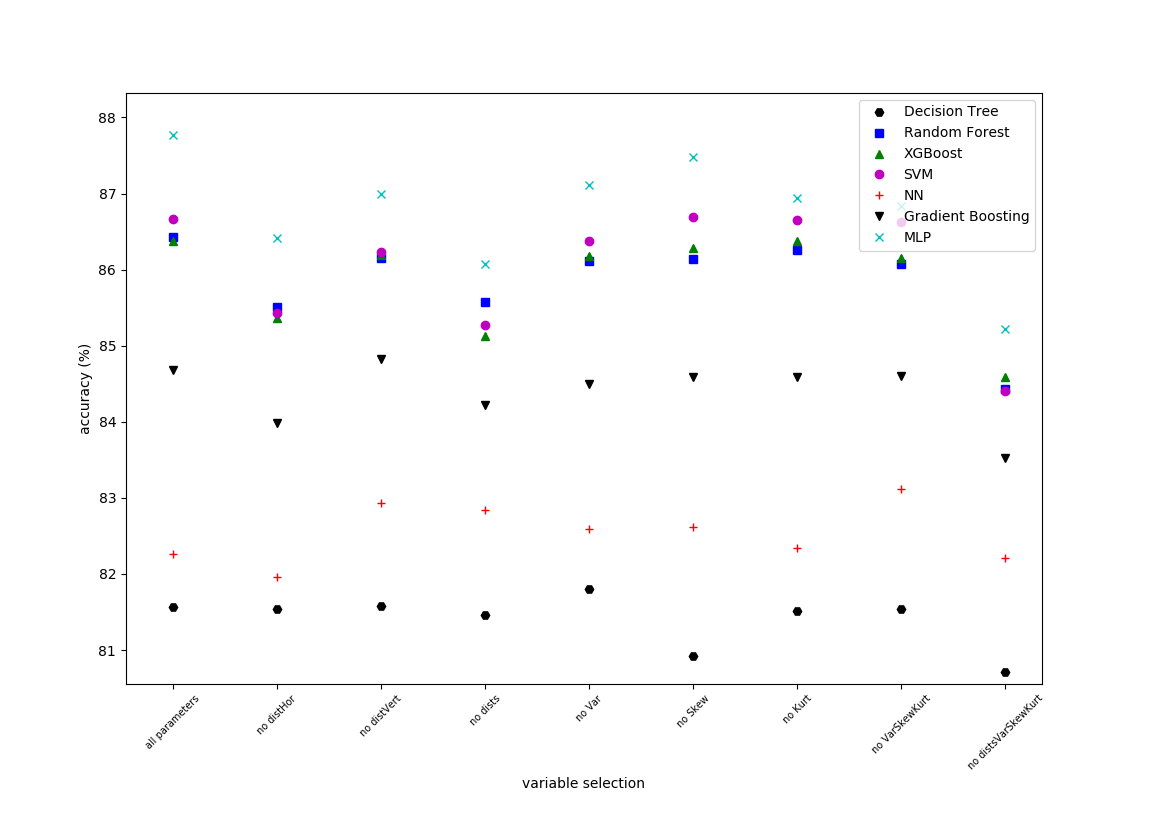 88
87
86
85
84
83
82
81
accuracy (%)
Decision Tree
Random Forest
XGBoost
SVM
NN
Gradient Boosting
MLP
all parameters
no distHor
no distVert
no dists
no Var
no Skew
no Kurt
no VarSkewKurt
no distsVarSkewKurt
variable selection